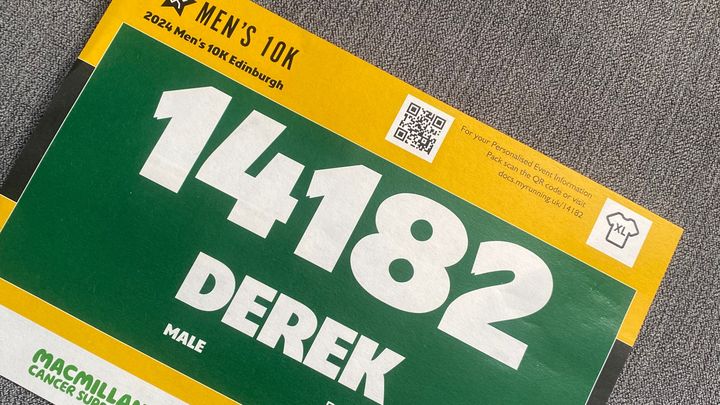 MEN'S 10K
2024 Men's 10K Edinburgh
For your Personalised Event Information
Pack scan the QR code or visit
docs.myrunning.uk/14182
XL
14182
DEREK
MALE
MACMILLAN
CANCER